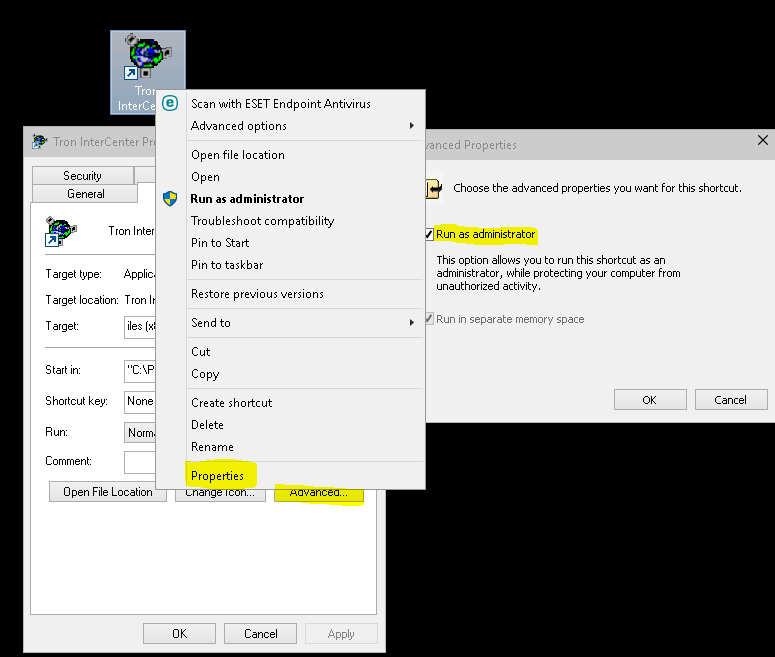 Tron
InterCe
Scan with ESET Endpoint Antivirus
Advanced options
Open file location
Open
Run as administrator
Troubleshoot compatibility
Pin to Start
Pin to taskbar
Restore previous versions
Send to
Cut
Copy
Create shortcut
Delete
Rename
Properties
Tron InterCenter Pr
Security
General
Tron Inter
Target type: Applica
Target location: Tron In
Target: iles (x8
Start in: "C:\P
Shortcut key: None
Run: Norma
Comment:
Open File Location Change Icon... Advanced...
OK Cancel Apply
vanced Properties
Choose the advanced properties you want for this shortcut.
Run as administrator
This option allows you to run this shortcut as an
administrator, while protecting your computer from
unauthorized activity.
Run in separate memory space
OK Cancel